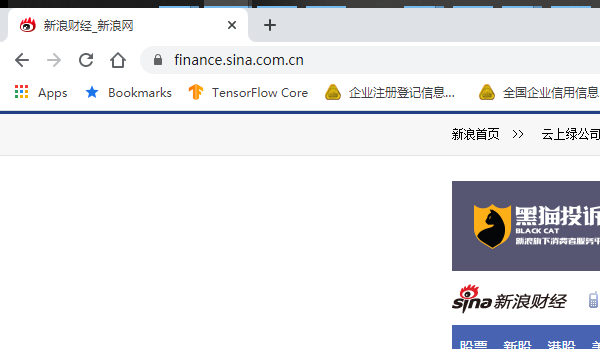 新浪财经_新浪网
finance.sina.com.cn
Apps Bookmarks TensorFlow Core 企业注册登记信息... 全国企业信用信息
新浪首页 >> 云上绿公司
黑猫投诉
BLACK CAT
新浪旗下消费者服务平
sina 新浪财经
股票 新股 港股 美